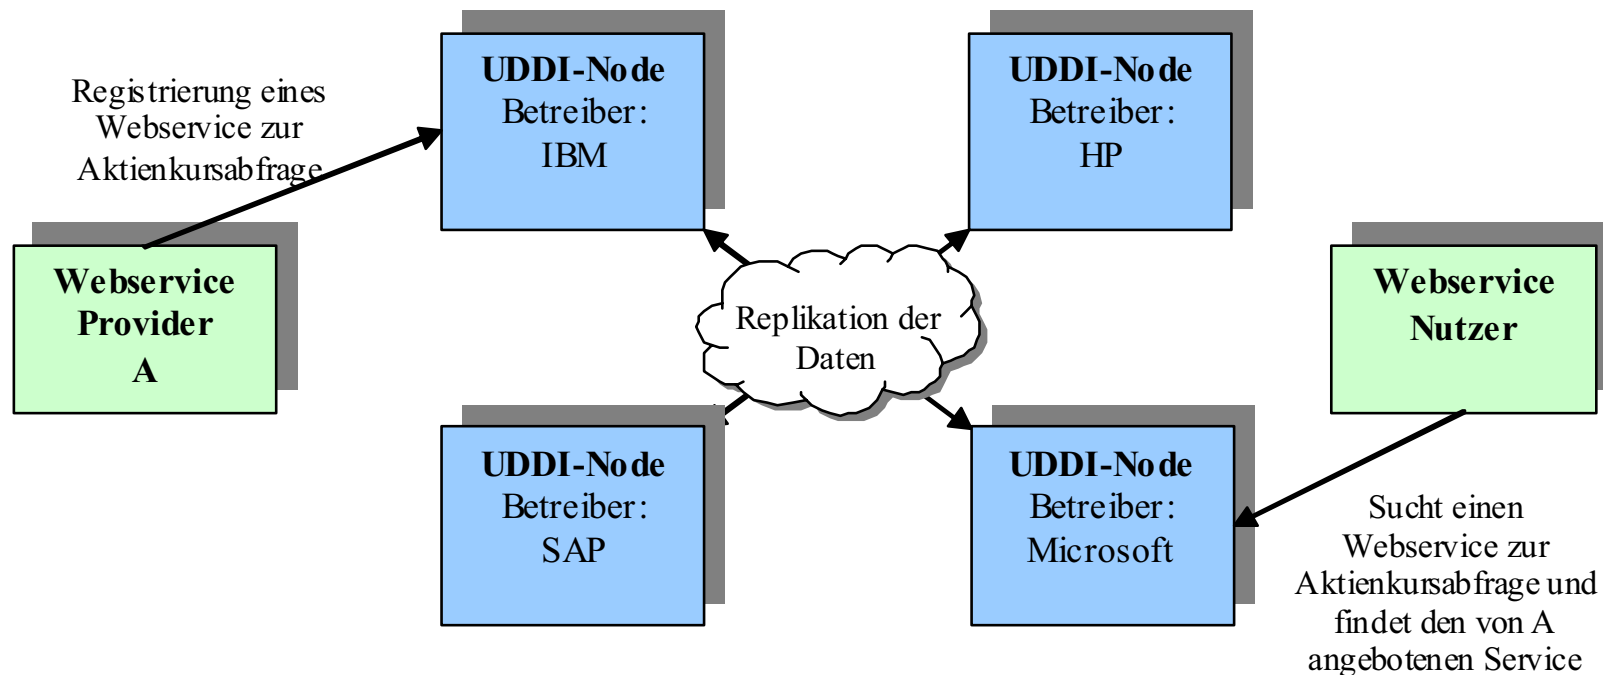 Registrierung eines
Webservice zur
Aktienkursabfrage
Webservice
Provider
A
UDDI-Node
Betreiber:
IBM
UDDI-Node
Betreiber:
HP
Replikation der
Daten
UDDI-Node
Betreiber:
SAP
UDDI-Node
Betreiber:
Microsoft
Webservice
Nutzer
Sucht einen
Webservice zur
Aktienkursabfrage und
findet den von A
angebotenen Service